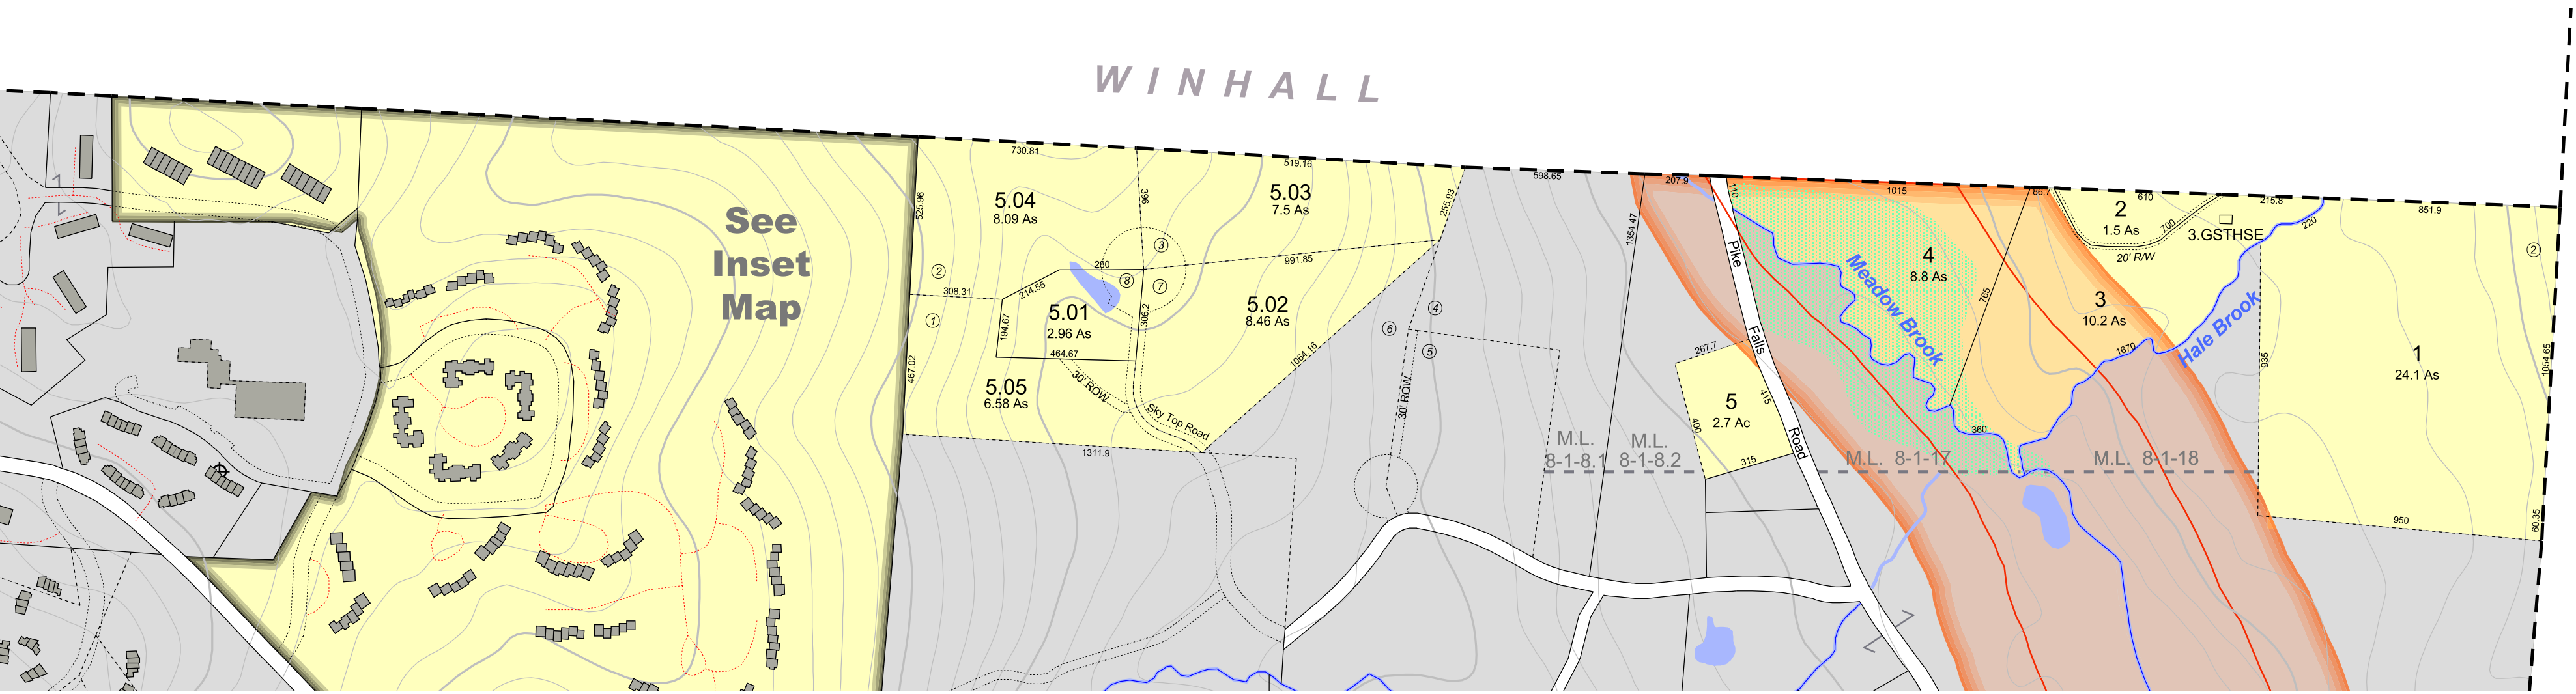 WINHALL
See
Inset
Map
730.81
519.16
598.65
207.9
110
1015
86.7
610
215.8
851.9
525.96
5.04
8.09 As
396
5.03
7.5 As
255.93
1354.47
Pike
Falls
Road
4
8.8 As
2
1.5 As
700
3.GSTHSE
220
20' R/W
2
3
2
308.31
214.55
280
8
7
991.85
Meadow Brook
765
3
10.2 As
Hale Brook
1
194.67
5.01
2.96 As
306.2
5.02
8.46 As
4
6
5
1670
935
1
24.1 As
1054.65
464.67
467.02
1064.16
267.7
5.05
6.58 As
30' ROW
Sky Top Road
30' ROW
5
2.7 Ac
415
400
315
360
1311.9
M.L.
8-1-8.1
M.L.
8-1-8.2
M.L. 8-1-17
M.L. 8-1-18
950
60.35